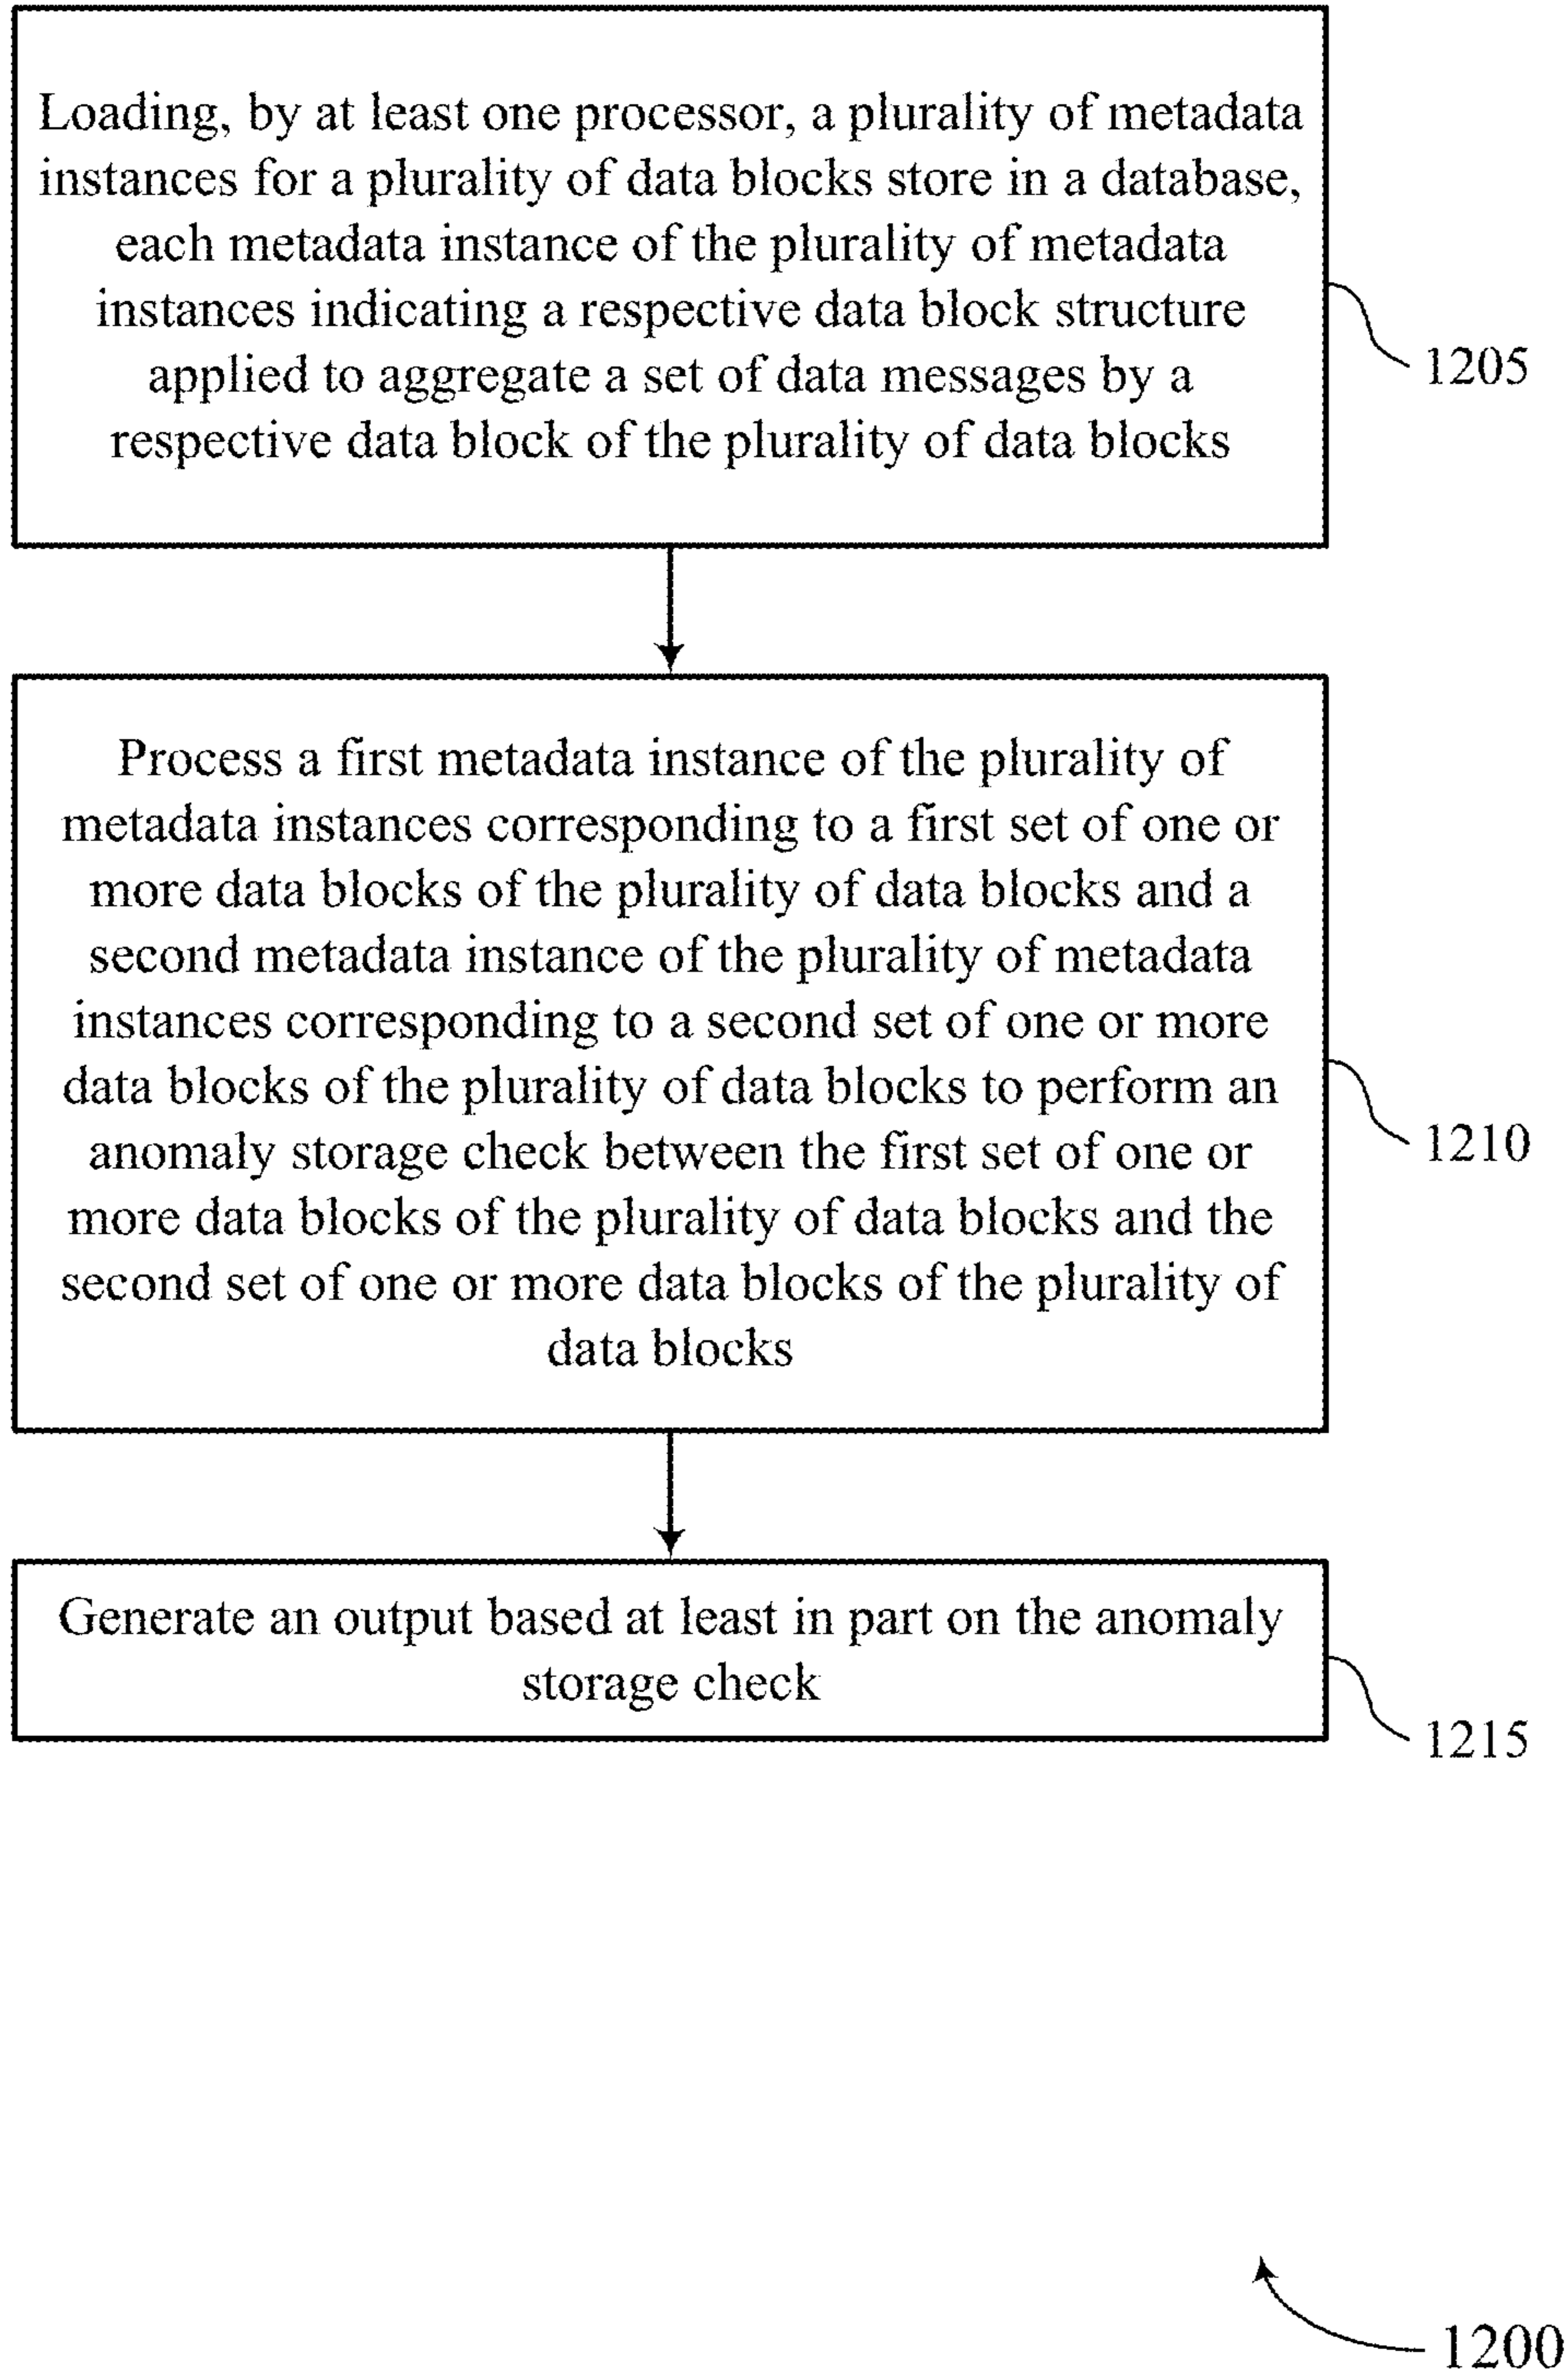 Loading, by at least one processor, a plurality of metadata
instances for a plurality of data blocks store in a database,
each metadata instance of the plurality of metadata
instances indicating a respective data block structure
applied to aggregate a set of data messages by a
respective data block of the plurality of data blocks
1205
Process a first metadata instance of the plurality of
metadata instances corresponding to a first set of one or
more data blocks of the plurality of data blocks and a
second metadata instance of the plurality of metadata
instances corresponding to a second set of one or more
data blocks of the plurality of data blocks to perform an
anomaly storage check between the first set of one or
more data blocks of the plurality of data blocks and the
second set of one or more data blocks of the plurality of
data blocks
1210
Generate an output based at least in part on the anomaly
storage check
1215
1200